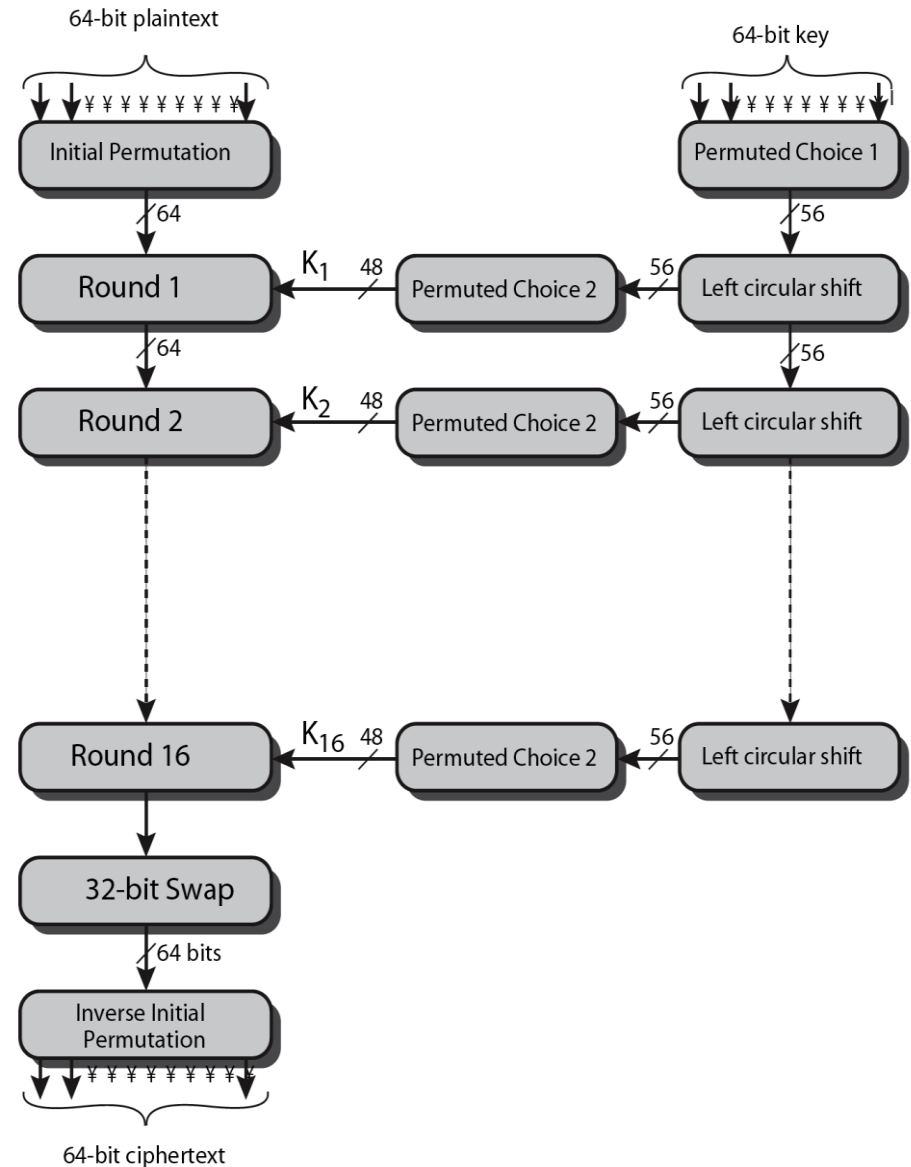 64-bit plaintext
64-bit key
¥ ¥ ¥ ¥ ¥ ¥ ¥ ¥ ¥
¥ ¥ ¥ ¥ ¥ ¥ ¥ ¥
Initial Permutation
Permuted Choice 1
64
56
Round 1
K1
48
Permuted Choice 2
56
Left circular shift
64
56
Round 2
K2
48
Permuted Choice 2
56
Left circular shift
Round 16
K16
48
Permuted Choice 2
56
Left circular shift
32-bit Swap
64 bits
Inverse Initial
Permutation
¥ ¥ ¥ ¥ ¥ ¥ ¥ ¥ ¥
64-bit ciphertext